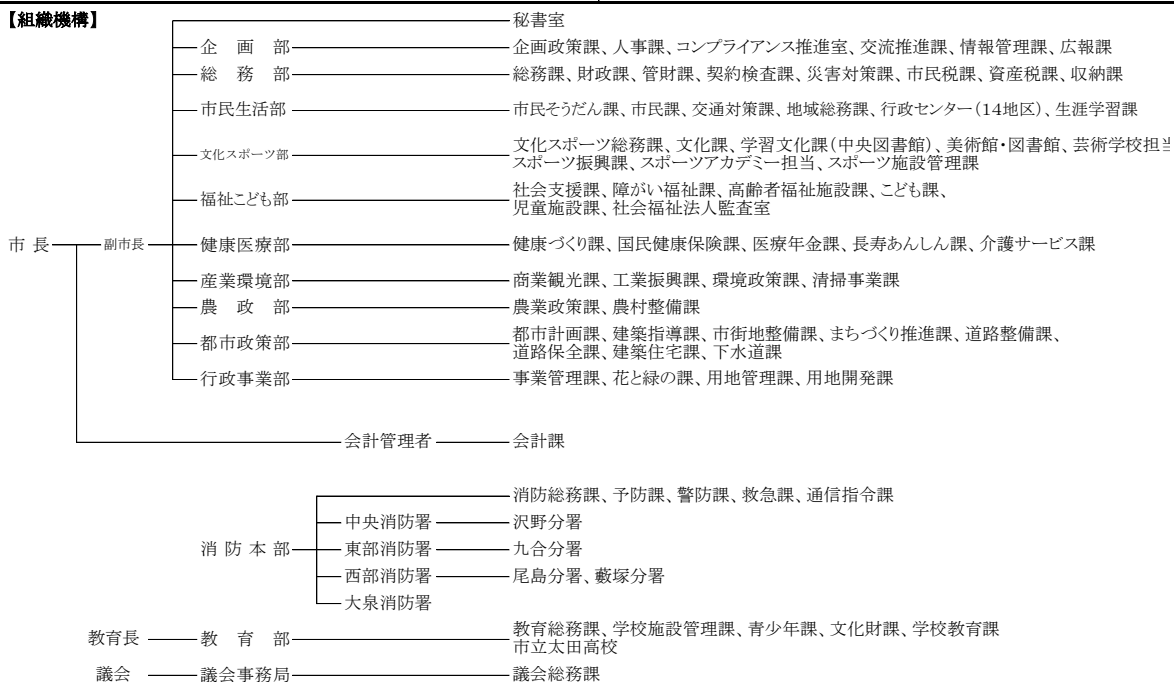 【組織機構】
秘書室
企画部 企画政策課、人事課、コンプライアンス推進室、交流推進課、情報管理課、広報課
総務部 総務課、財政課、管財課、契約検査課、災害対策課、市民税課、資産税課、収納課
市民生活部 市民そうだん課、市民課、交通対策課、地域総務課、行政センター(14地区)、生涯学習課
文化スポーツ部 文化スポーツ総務課、文化課、学習文化課(中央図書館)、美術館・図書館、芸術学校担当
スポーツ振興課、スポーツアカデミー担当、スポーツ施設管理課
福祉こども部 社会支援課、障がい福祉課、高齢者福祉施設課、こども課、
児童施設課、社会福祉法人監査室
市長 副市長 健康医療部 健康づくり課、国民健康保険課、医療年金課、長寿あんしん課、介護サービス課
産業環境部 商業観光課、工業振興課、環境政策課、清掃事業課
農政部 農業政策課、農村整備課
都市政策部 都市計画課、建築指導課、市街地整備課、まちづくり推進課、道路整備課、
道路保全課、建築住宅課、下水道課
行政事業部 事業管理課、花と緑の課、用地管理課、用地開発課
会計管理者 会計課
消防総務課、予防課、警防課、救急課、通信指令課
中央消防署 沢野分署
消防本部 東部消防署 九合分署
西部消防署 尾島分署、藪塚分署
大泉消防署
教育長 教育部 教育総務課、学校施設管理課、青少年課、文化財課、学校教育課
市立太田高校
議会 議会事務局 議会総務課